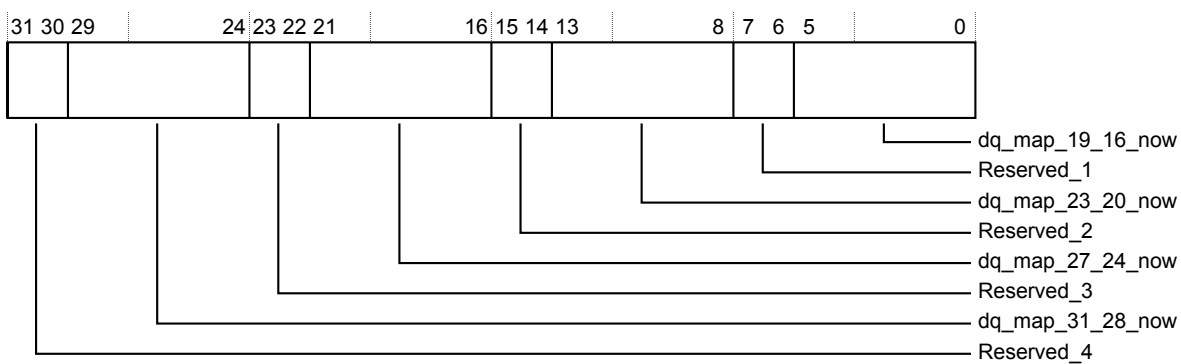 31 30 29 24 23 22 21 16 15 14 13 8 7 6 5 0
dq_map_19_16_now
Reserved_1
dq_map_23_20_now
Reserved_2
dq_map_27_24_now
Reserved_3
dq_map_31_28_now
Reserved_4